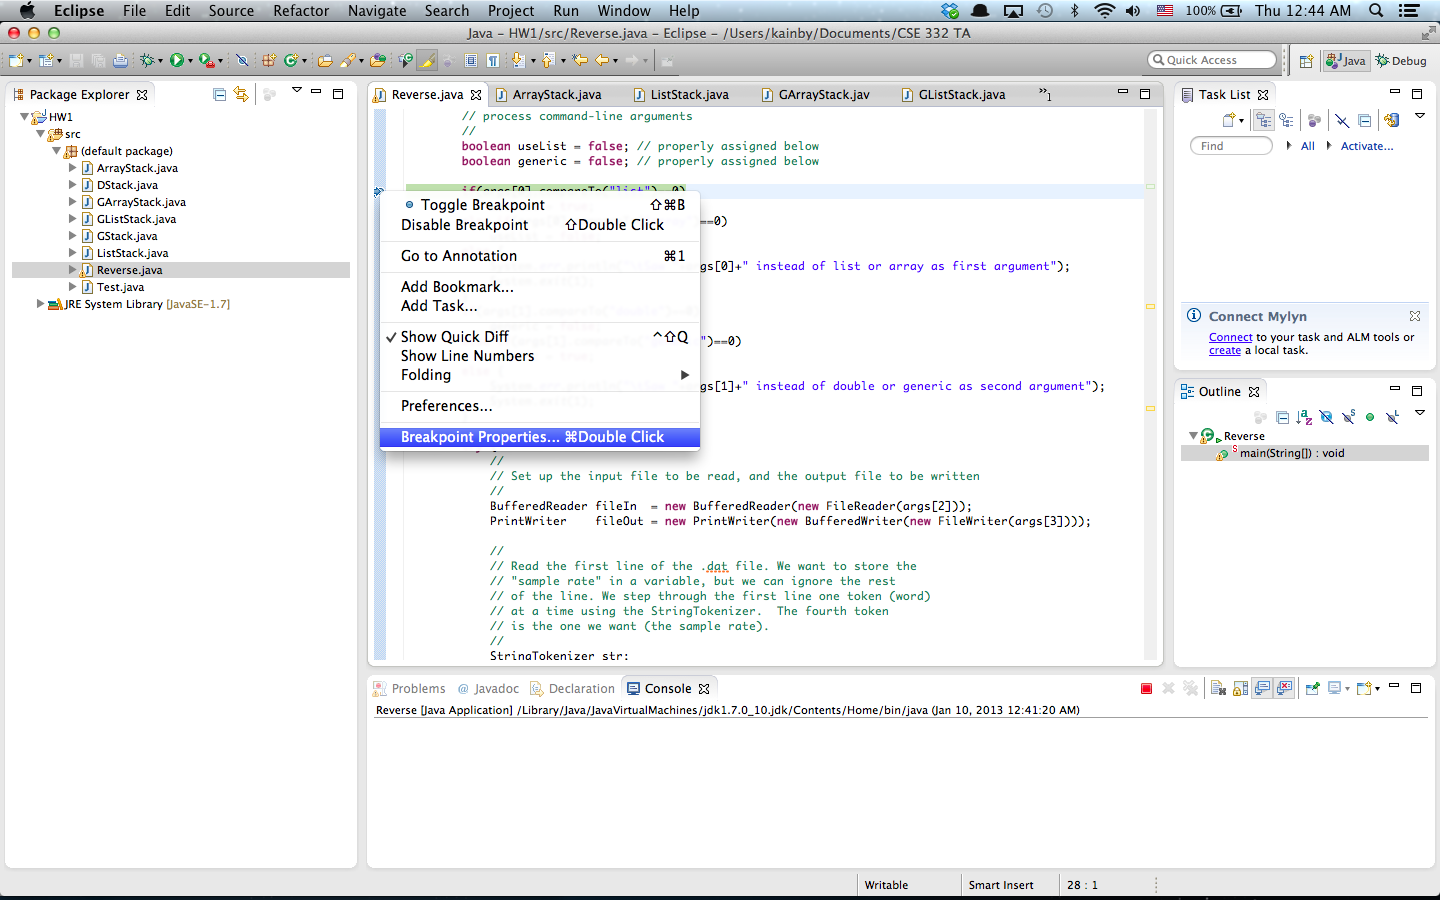 Eclipse File Edit Source Refactor Navigate Search Project Run Window Help 100% Thu 12:44 AM
Java – HW1/src/Reverse.java – Eclipse – /Users/kainby/Documents/CSE 332 TA
Quick Access Java Debug
Package Explorer
HW1
src
(default package)
ArrayStack.java
DStack.java
GArrayStack.java
GListStack.java
GStack.java
ListStack.java
Reverse.java
Test.java
JRE System Library [JavaSE-1.7]
Reverse.java ArrayStack.java ListStack.java GArrayStack.jav GListStack.java »1
// process command-line arguments
//
boolean useList = false; // properly assigned below
boolean generic = false; // properly assigned below
if(args[0].compareTo("list")==0)
==0)
gs[0]+" instead of list or array as first argument");
")==0)
gs[1]+" instead of double or generic as second argument");
//
// Set up the input file to be read, and the output file to be written
//
BufferedReader fileIn = new BufferedReader(new FileReader(args[2]));
PrintWriter fileOut = new PrintWriter(new BufferedWriter(new FileWriter(args[3])));
//
// Read the first line of the .dat file. We want to store the
// "sample rate" in a variable, but we can ignore the rest
// of the line. We step through the first line one token (word)
// at a time using the StringTokenizer. The fourth token
// is the one we want (the sample rate).
//
StringTokenizer str;
Toggle Breakpoint ⇧⌘B
Disable Breakpoint ⇧Double Click
Go to Annotation ⌘1
Add Bookmark...
Add Task...
✓ Show Quick Diff ^⇧Q
Show Line Numbers
Folding ▶
Preferences...
Breakpoint Properties... ⌘Double Click
Task List
Find All Activate...
Connect Mylyn
Connect to your task and ALM tools or
create a local task.
Outline
Reverse
main(String[]) : void
Problems @ Javadoc Declaration Console
Reverse [Java Application] /Library/Java/JavaVirtualMachines/jdk1.7.0_10.jdk/Contents/Home/bin/java (Jan 10, 2013 12:41:20 AM)
Writable Smart Insert 28 : 1